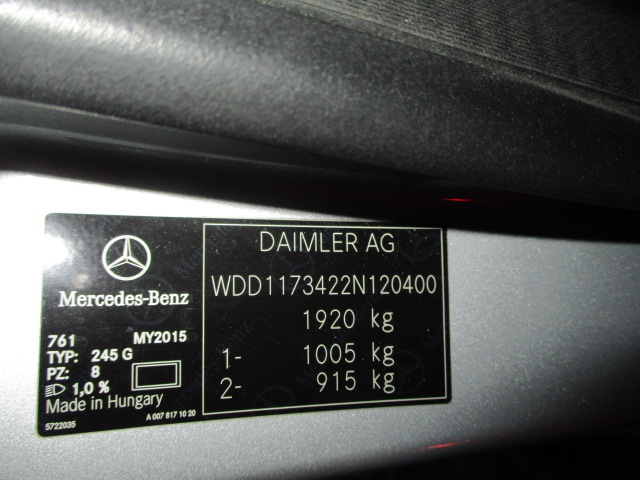 Mercedes-Benz
761 MY2015
TYP: 245 G
PZ: 8
1,0 %
Made in Hungary
5722035 A 007 817 10 20
DAIMLER AG
WDD1173422N120400
1920 kg
1- 1005 kg
2- 915 kg